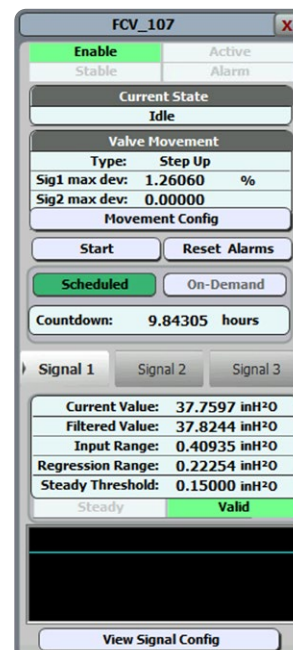 FCV_107 X
Enable Active
Stable Alarm
Current State
Idle
Valve Movement
Type: Step Up
Sig1 max dev: 1.26060 %
Sig2 max dev: 0.00000
Movement Config
Start Reset Alarms
Scheduled On-Demand
Countdown: 9.84305 hours
Signal 1 Signal 2 Signal 3
Current Value: 37.7597 inH²O
Filtered Value: 37.8244 inH²O
Input Range: 0.40935 inH²O
Regression Range: 0.22254 inH²O
Steady Threshold: 0.15000 inH²O
Steady Valid
View Signal Config